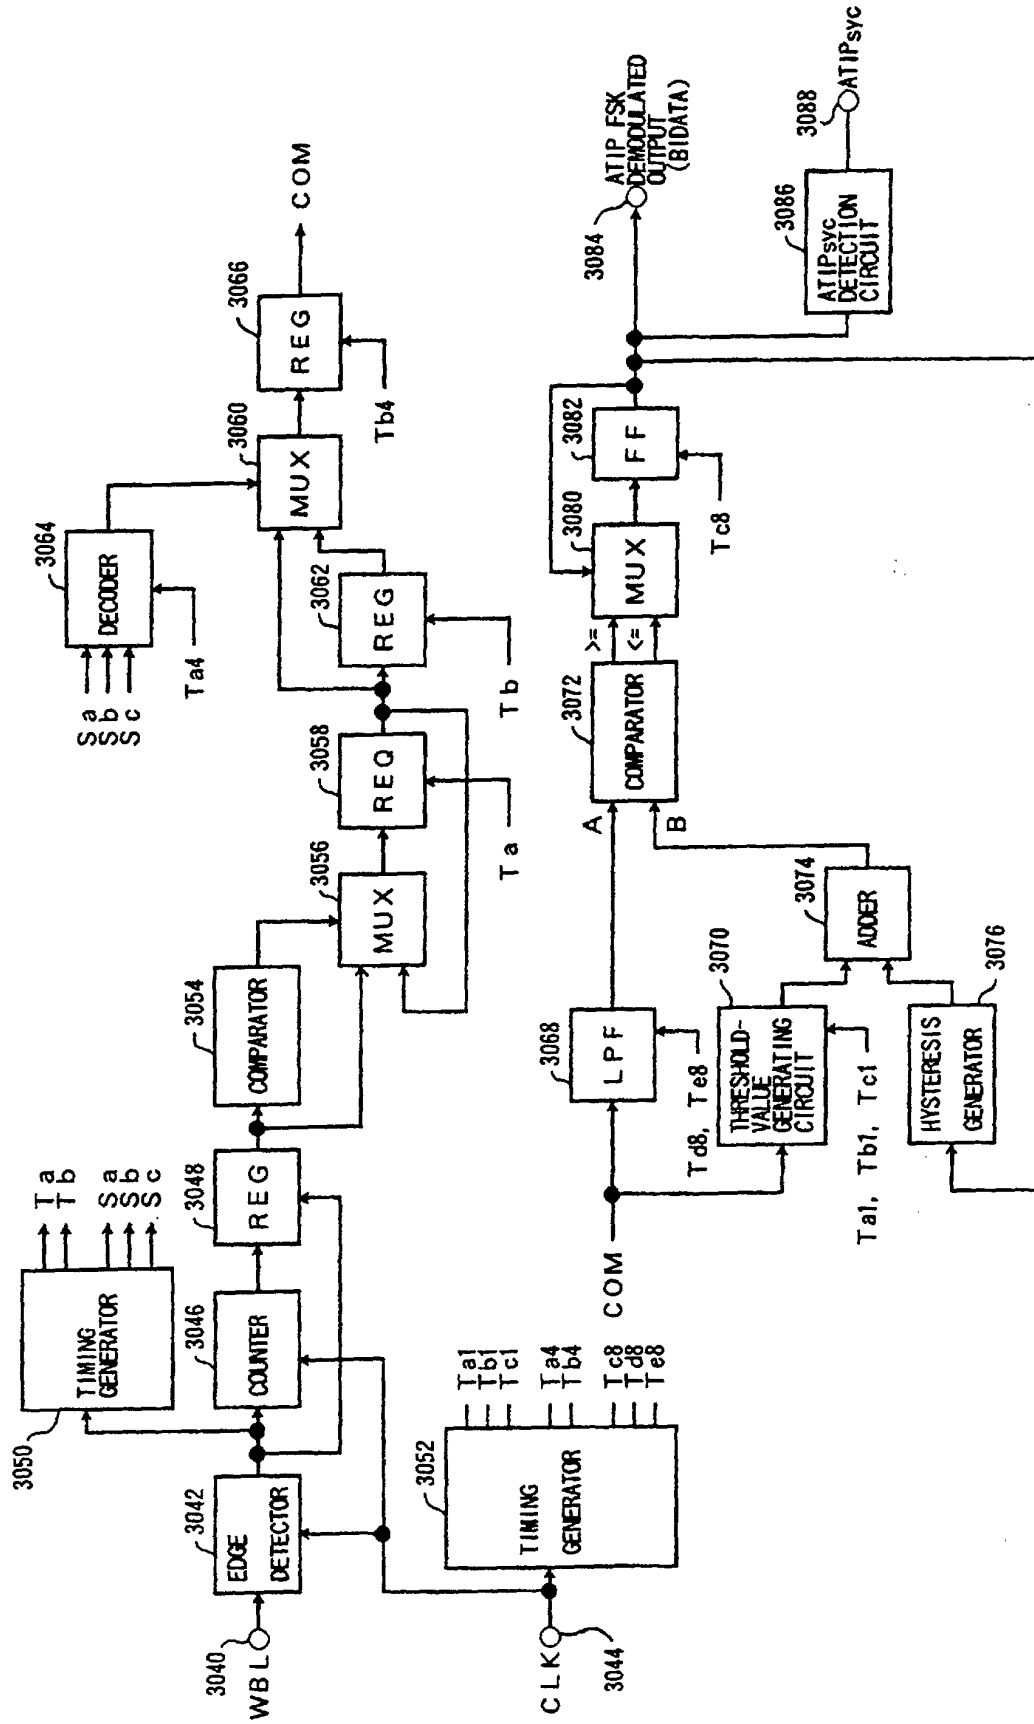 3050
TIMING
GENERATOR
Ta
Tb
Sa
Sb
Sc
3040
WBL
3042
EDGE
DETECTOR
3046
COUNTER
3048
REG
3054
COMPARATOR
3056
MUX
3058
REQ
Ta
3062
REG
Tb
3064
DECODER
Sa
Sb
Sc
Ta4
3060
MUX
3066
REG
Tb4
COM
CLK
3044
3052
TIMING
GENERATOR
Ta1
Tb1
Tc1
Ta4
Tb4
Tc8
Td8
Te8
COM
3068
LPF
Td8, Te8
3070
THRESHOLD-
VALUE
GENERATING
CIRCUIT
Ta1, Tb1, Tc1
3076
HYSTERESIS
GENERATOR
3074
ADDER
A
B
3072
COMPARATOR
>=
<=
3080
MUX
3082
FF
Tc8
3084
ATIP FSK
DEMODULATED
OUTPUT
(BIDATA)
3086
ATIPsyc
DETECTION
CIRCUIT
3088
ATIPsyc